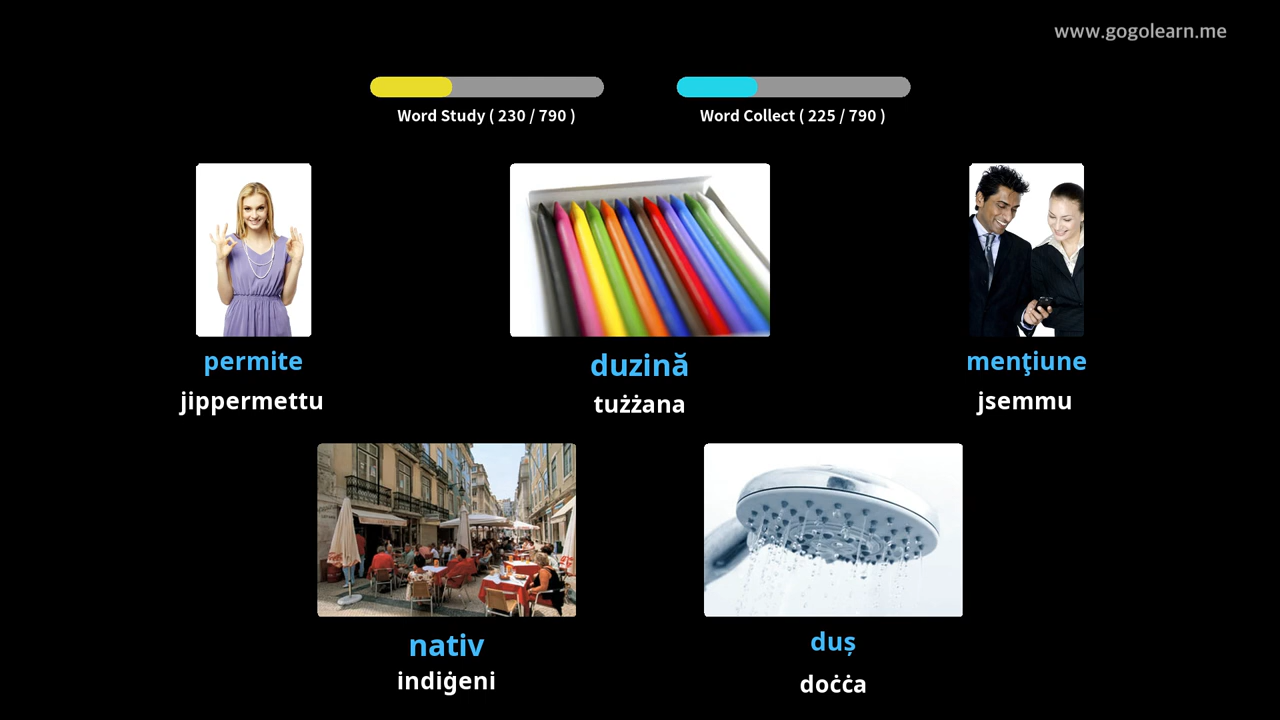 www.gogolearn.me
Word Study ( 230 / 790 )
Word Collect ( 225 / 790 )
permite
duzină
menţiune
jippermettu
tużżana
jsemmu
nativ
duș
indiġeni
doċċa